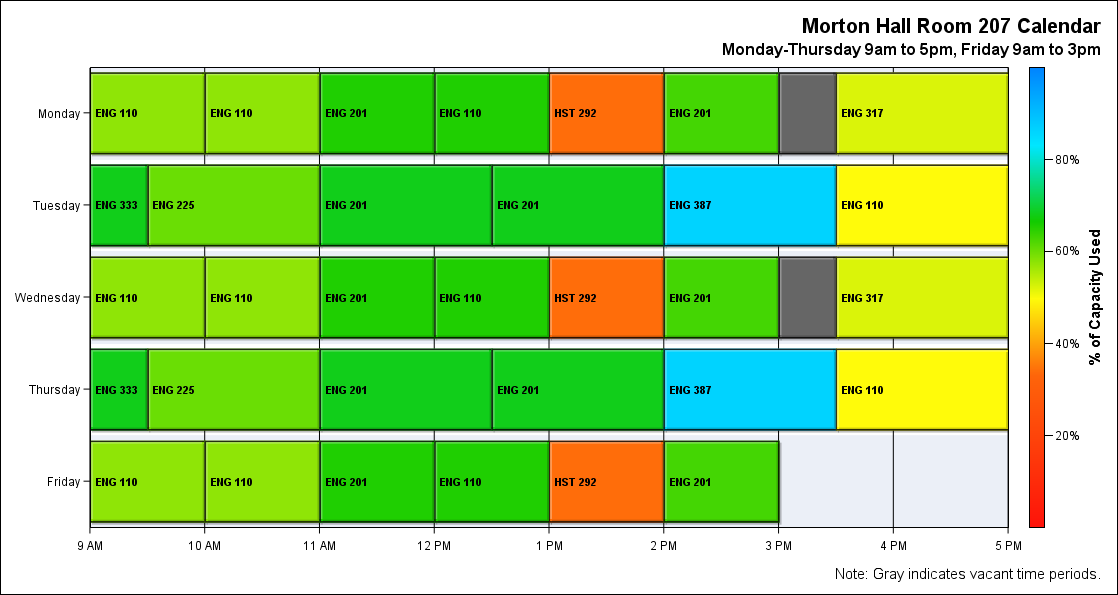 Morton Hall Room 207 Calendar
Monday-Thursday 9am to 5pm, Friday 9am to 3pm
Monday ENG 110 ENG 110 ENG 201 ENG 110 HST 292 ENG 201 ENG 317
Tuesday ENG 333 ENG 225 ENG 201 ENG 201 ENG 387 ENG 110
Wednesday ENG 110 ENG 110 ENG 201 ENG 110 HST 292 ENG 201 ENG 317
Thursday ENG 333 ENG 225 ENG 201 ENG 201 ENG 387 ENG 110
Friday ENG 110 ENG 110 ENG 201 ENG 110 HST 292 ENG 201
9 AM 10 AM 11 AM 12 PM 1 PM 2 PM 3 PM 4 PM 5 PM
80%
60%
40%
20%
% of Capacity Used
Note: Gray indicates vacant time periods.